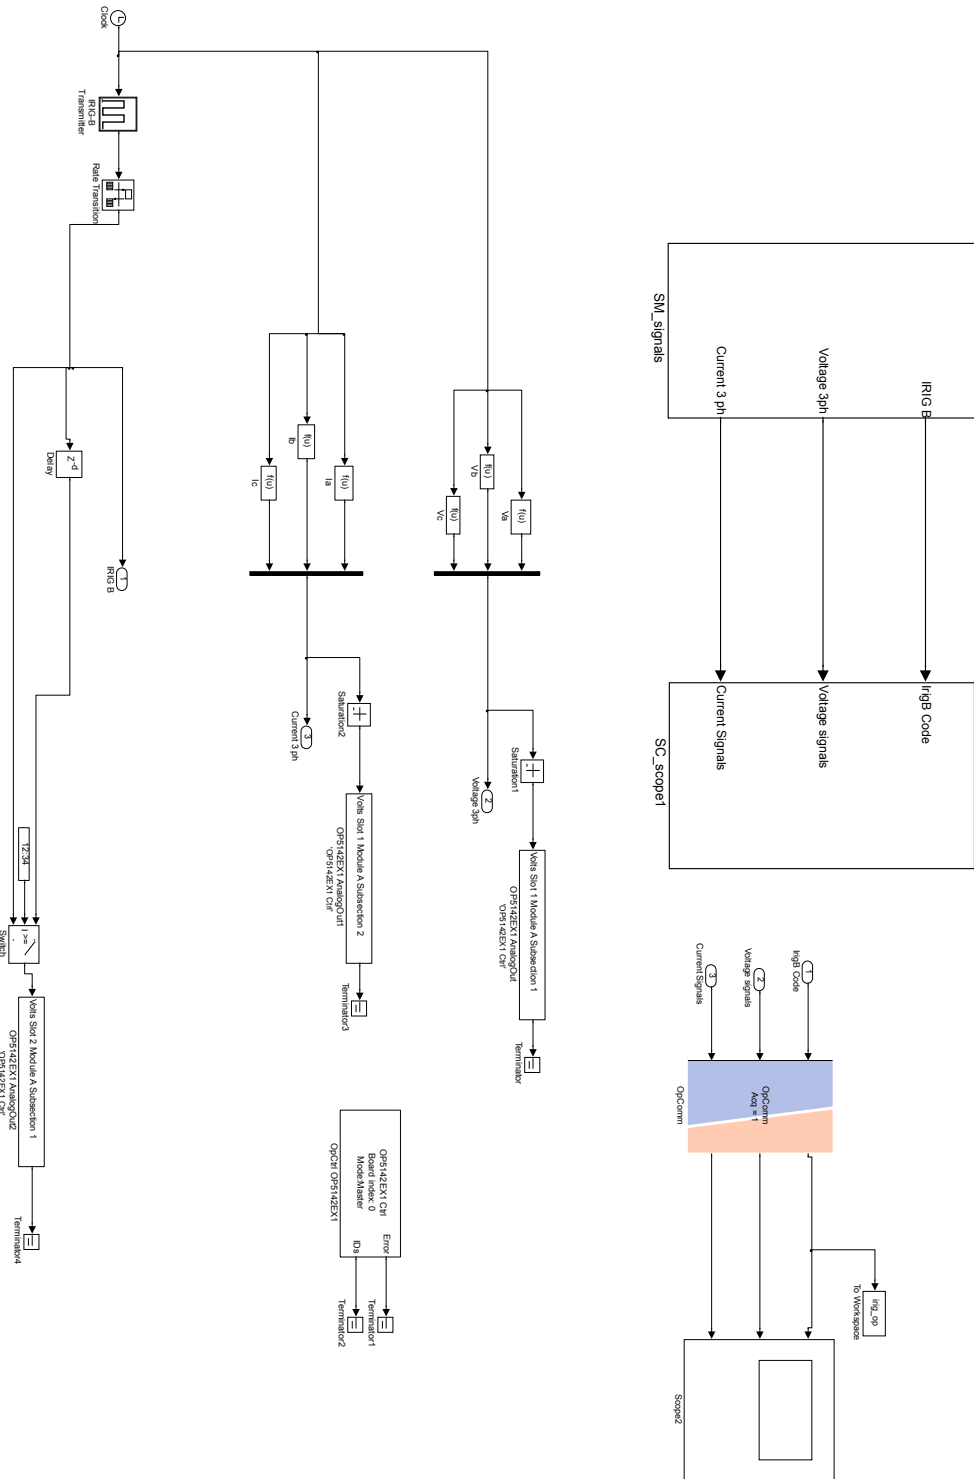 IRIG B
Voltage 3ph
Current 3 ph
SM_signals
IrigB Code
Voltage signals
Current Signals
SC_scope1
1
IrigB Code
2
Voltage signals
3
Current Signals
OpComm
Acq = 1
OpComm
irig_op
To Workspace
Scope2
Clock
IRIG-B
Transmitter
Rate Transition
f(u)
Va
f(u)
Vb
f(u)
Vc
2
Voltage 3ph
Saturation1
Volts Slot 1 Module A Subsection 1
OP5142EX1 AnalogOut
'OP5142EX1 Ctrl'
Terminator
f(u)
Ia
f(u)
Ib
f(u)
Ic
Saturation2
3
Current 3 ph
Volts Slot 1 Module A Subsection 2
OP5142EX1 AnalogOut1
'OP5142EX1 Ctrl'
Terminator3
OP5142EX1 Ctrl
Board index: 0
Mode:Master
Error
IDs
OpCtrl OP5142EX1
Terminator1
Terminator2
1
IRIG B
Z-d
Delay
12:34
Switch
Volts Slot 2 Module A Subsection 1
OP5142EX1 AnalogOut2
'OP5142EX1 Ctrl'
Terminator4